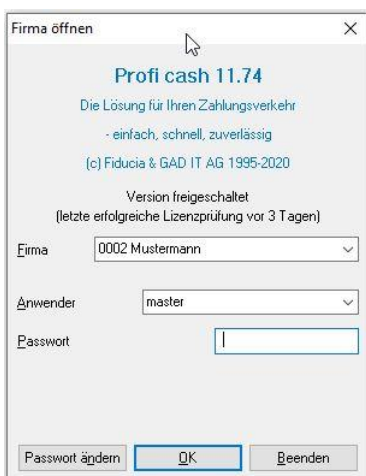 Firma öffnen
Profi cash 11.74
Die Lösung für Ihren Zahlungsverkehr
- einfach, schnell, zuverlässig
(c) Fiducia & GAD IT AG 1995-2020
Version freigeschaltet
(letzte erfolgreiche Lizenzprüfung vor 3 Tagen)
Firma 0002 Mustermann
Anwender master
Passwort
Passwort ändern OK Beenden